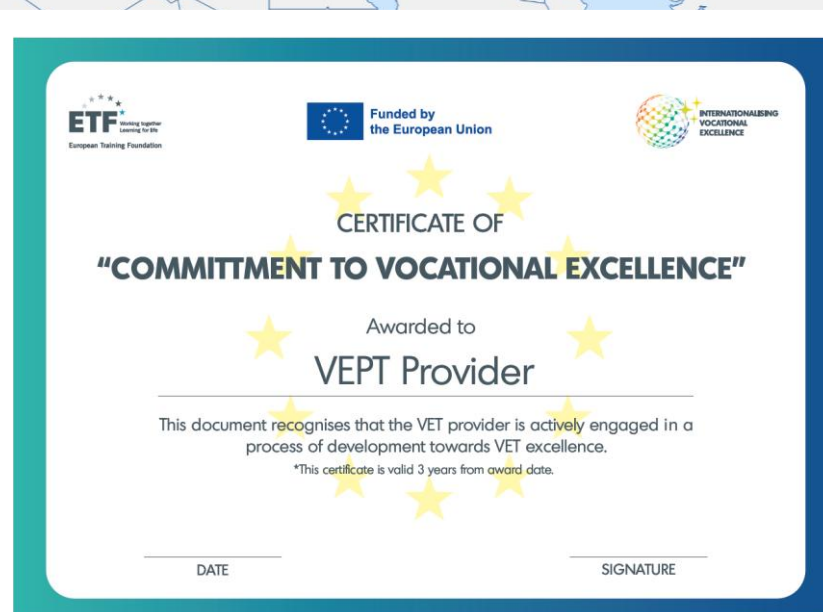 ETF
Working together
Learning for life
European Training Foundation
Funded by
the European Union
INTERNATIONALISING
VOCATIONAL
EXCELLENCE
CERTIFICATE OF
"COMMITTMENT TO VOCATIONAL EXCELLENCE"
Awarded to
VEPT Provider
This document recognises that the VET provider is actively engaged in a
process of development towards VET excellence.
*This certificate is valid 3 years from award date.
DATE
SIGNATURE